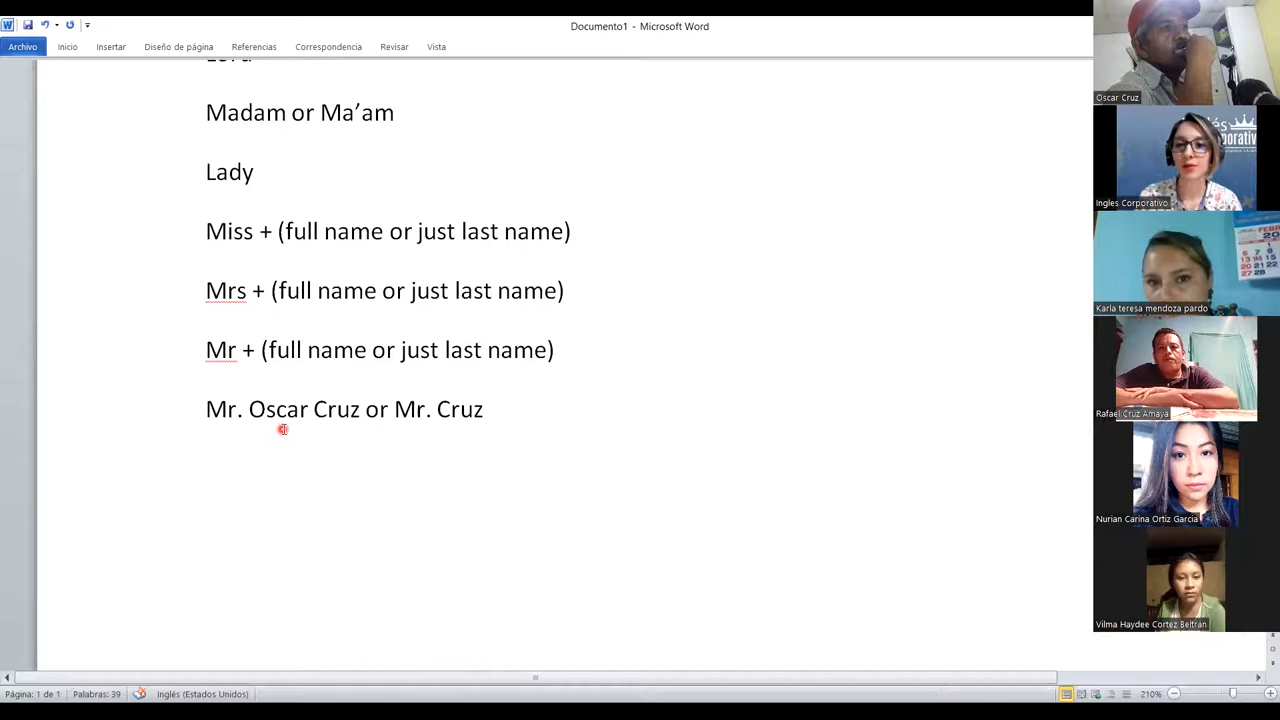 Documento1 - Microsoft Word
Archivo Inicio Insertar Diseño de página Referencias Correspondencia Revisar Vista
Madam or Ma’am
Lady
Miss + (full name or just last name)
Mrs + (full name or just last name)
Mr + (full name or just last name)
Mr. Oscar Cruz or Mr. Cruz
Página: 1 de 1 Palabras: 39 Inglés (Estados Unidos) 210%
Oscar Cruz
Ingles Corporativo
Karla teresa mendoza pardo
Rafael Cruz Amaya
Nurian Carina Ortiz Garcia
Vilma Haydee Cortez Beltran